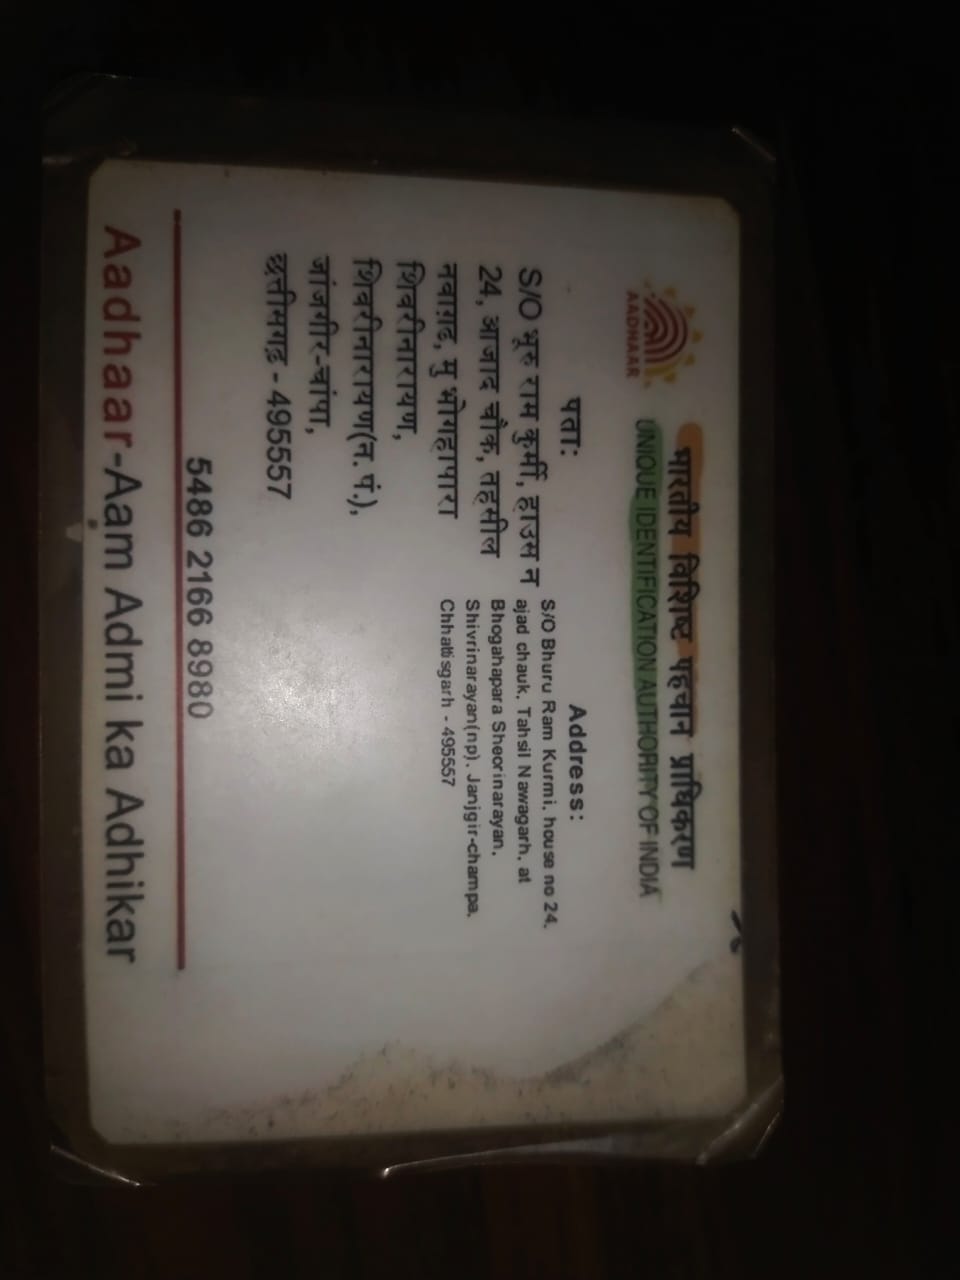 भारतीय विशिष्ट पहचान प्राधिकरण
UNIQUE IDENTIFICATION AUTHORITY OF INDIA
AADHAAR
पता:
S/O भूरु राम कुर्मी, हाउस न
24, आजाद चौक, तहसील
नवाग़ढ, मु भोगहापारा
शिवरीनारायण,
शिवरीनारायण(न. पं.),
जांजगीर-चांपा,
छत्तीसगढ़ - 495557
Address:
S/O Bhuru Ram Kurmi, house no 24,
ajad chauk, Tahsil Nawagarh, at
Bhogahapara Sheorinarayan,
Shivrinarayan(np), Janjgir-champa,
Chhattisgarh - 495557
5486 2166 8980
Aadhaar-Aam Admi ka Adhikar